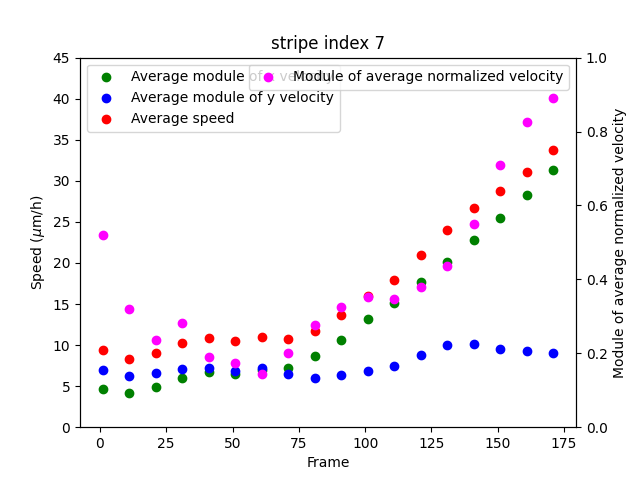 stripe index 7
Average module of x velocity
Average module of y velocity
Average speed
Module of average normalized velocity
Speed (μm/h)
45
40
35
30
25
20
15
10
5
0
1.0
0.8
0.6
0.4
0.2
0.0
Module of average normalized velocity
0 25 50 75 100 125 150 175
Frame